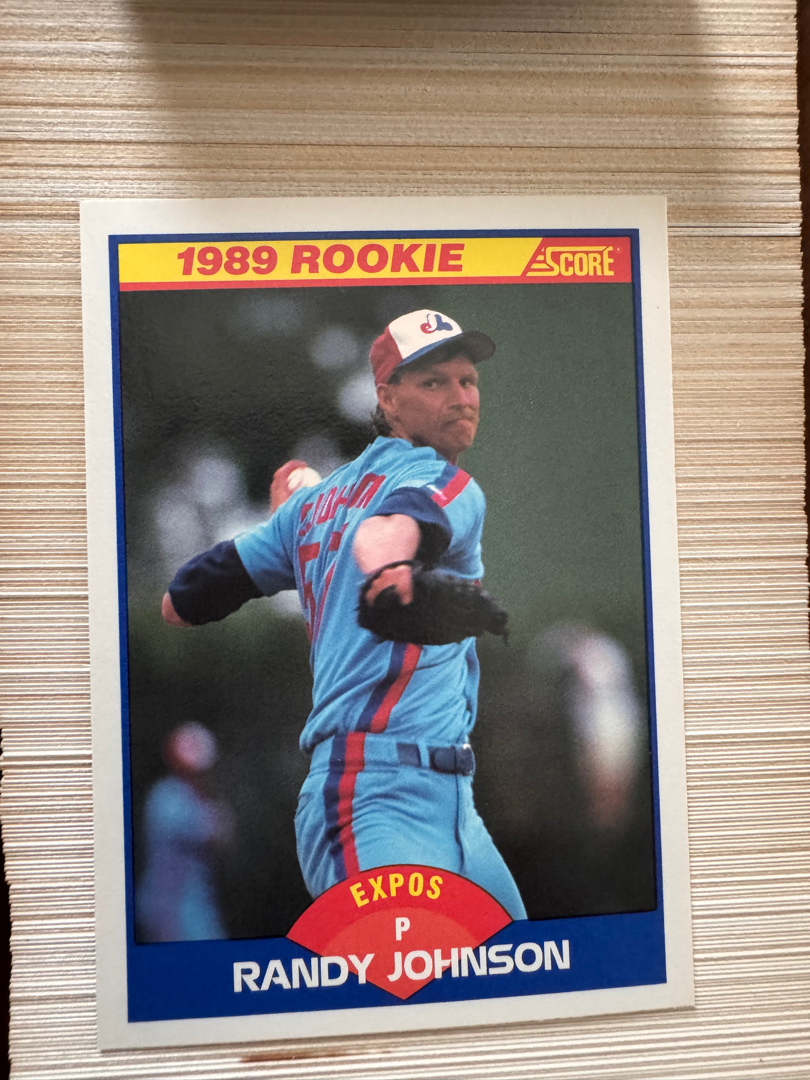 1989 ROOKIE SCORE
EXPOS
P
RANDY JOHNSON